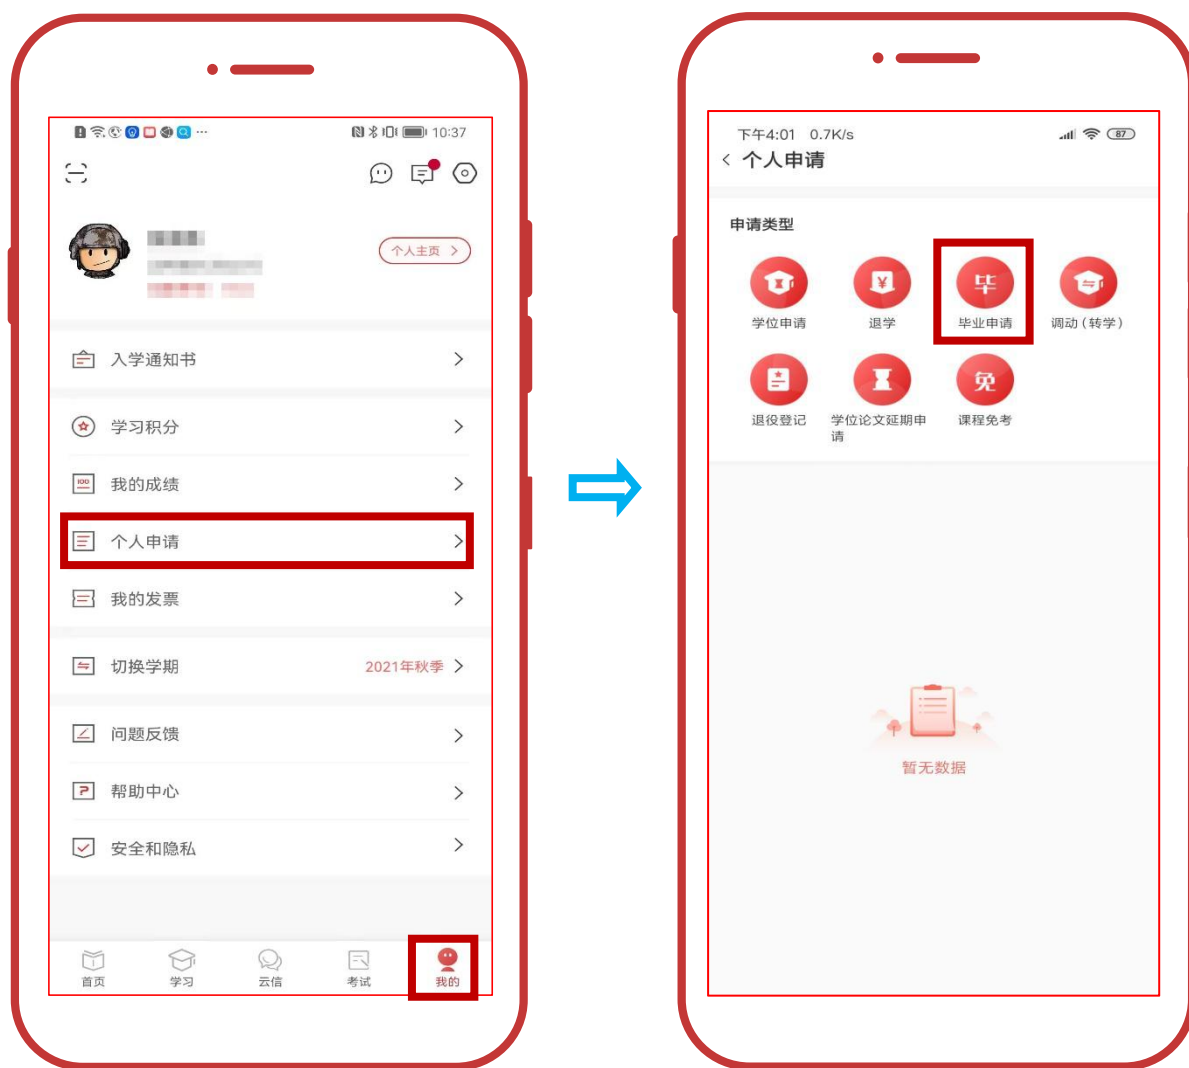 10:37
个人主页 >
入学通知书
学习积分
100
我的成绩
个人申请
我的发票
切换学期 2021年秋季
问题反馈
帮助中心
安全和隐私
首页 学习 云信 考试 我的
下午4:01 0.7K/s 87
< 个人申请
申请类型
毕
学位申请 退学 毕业申请 调动(转学)
免
退役登记 学位论文延期申 课程免考
请
暂无数据